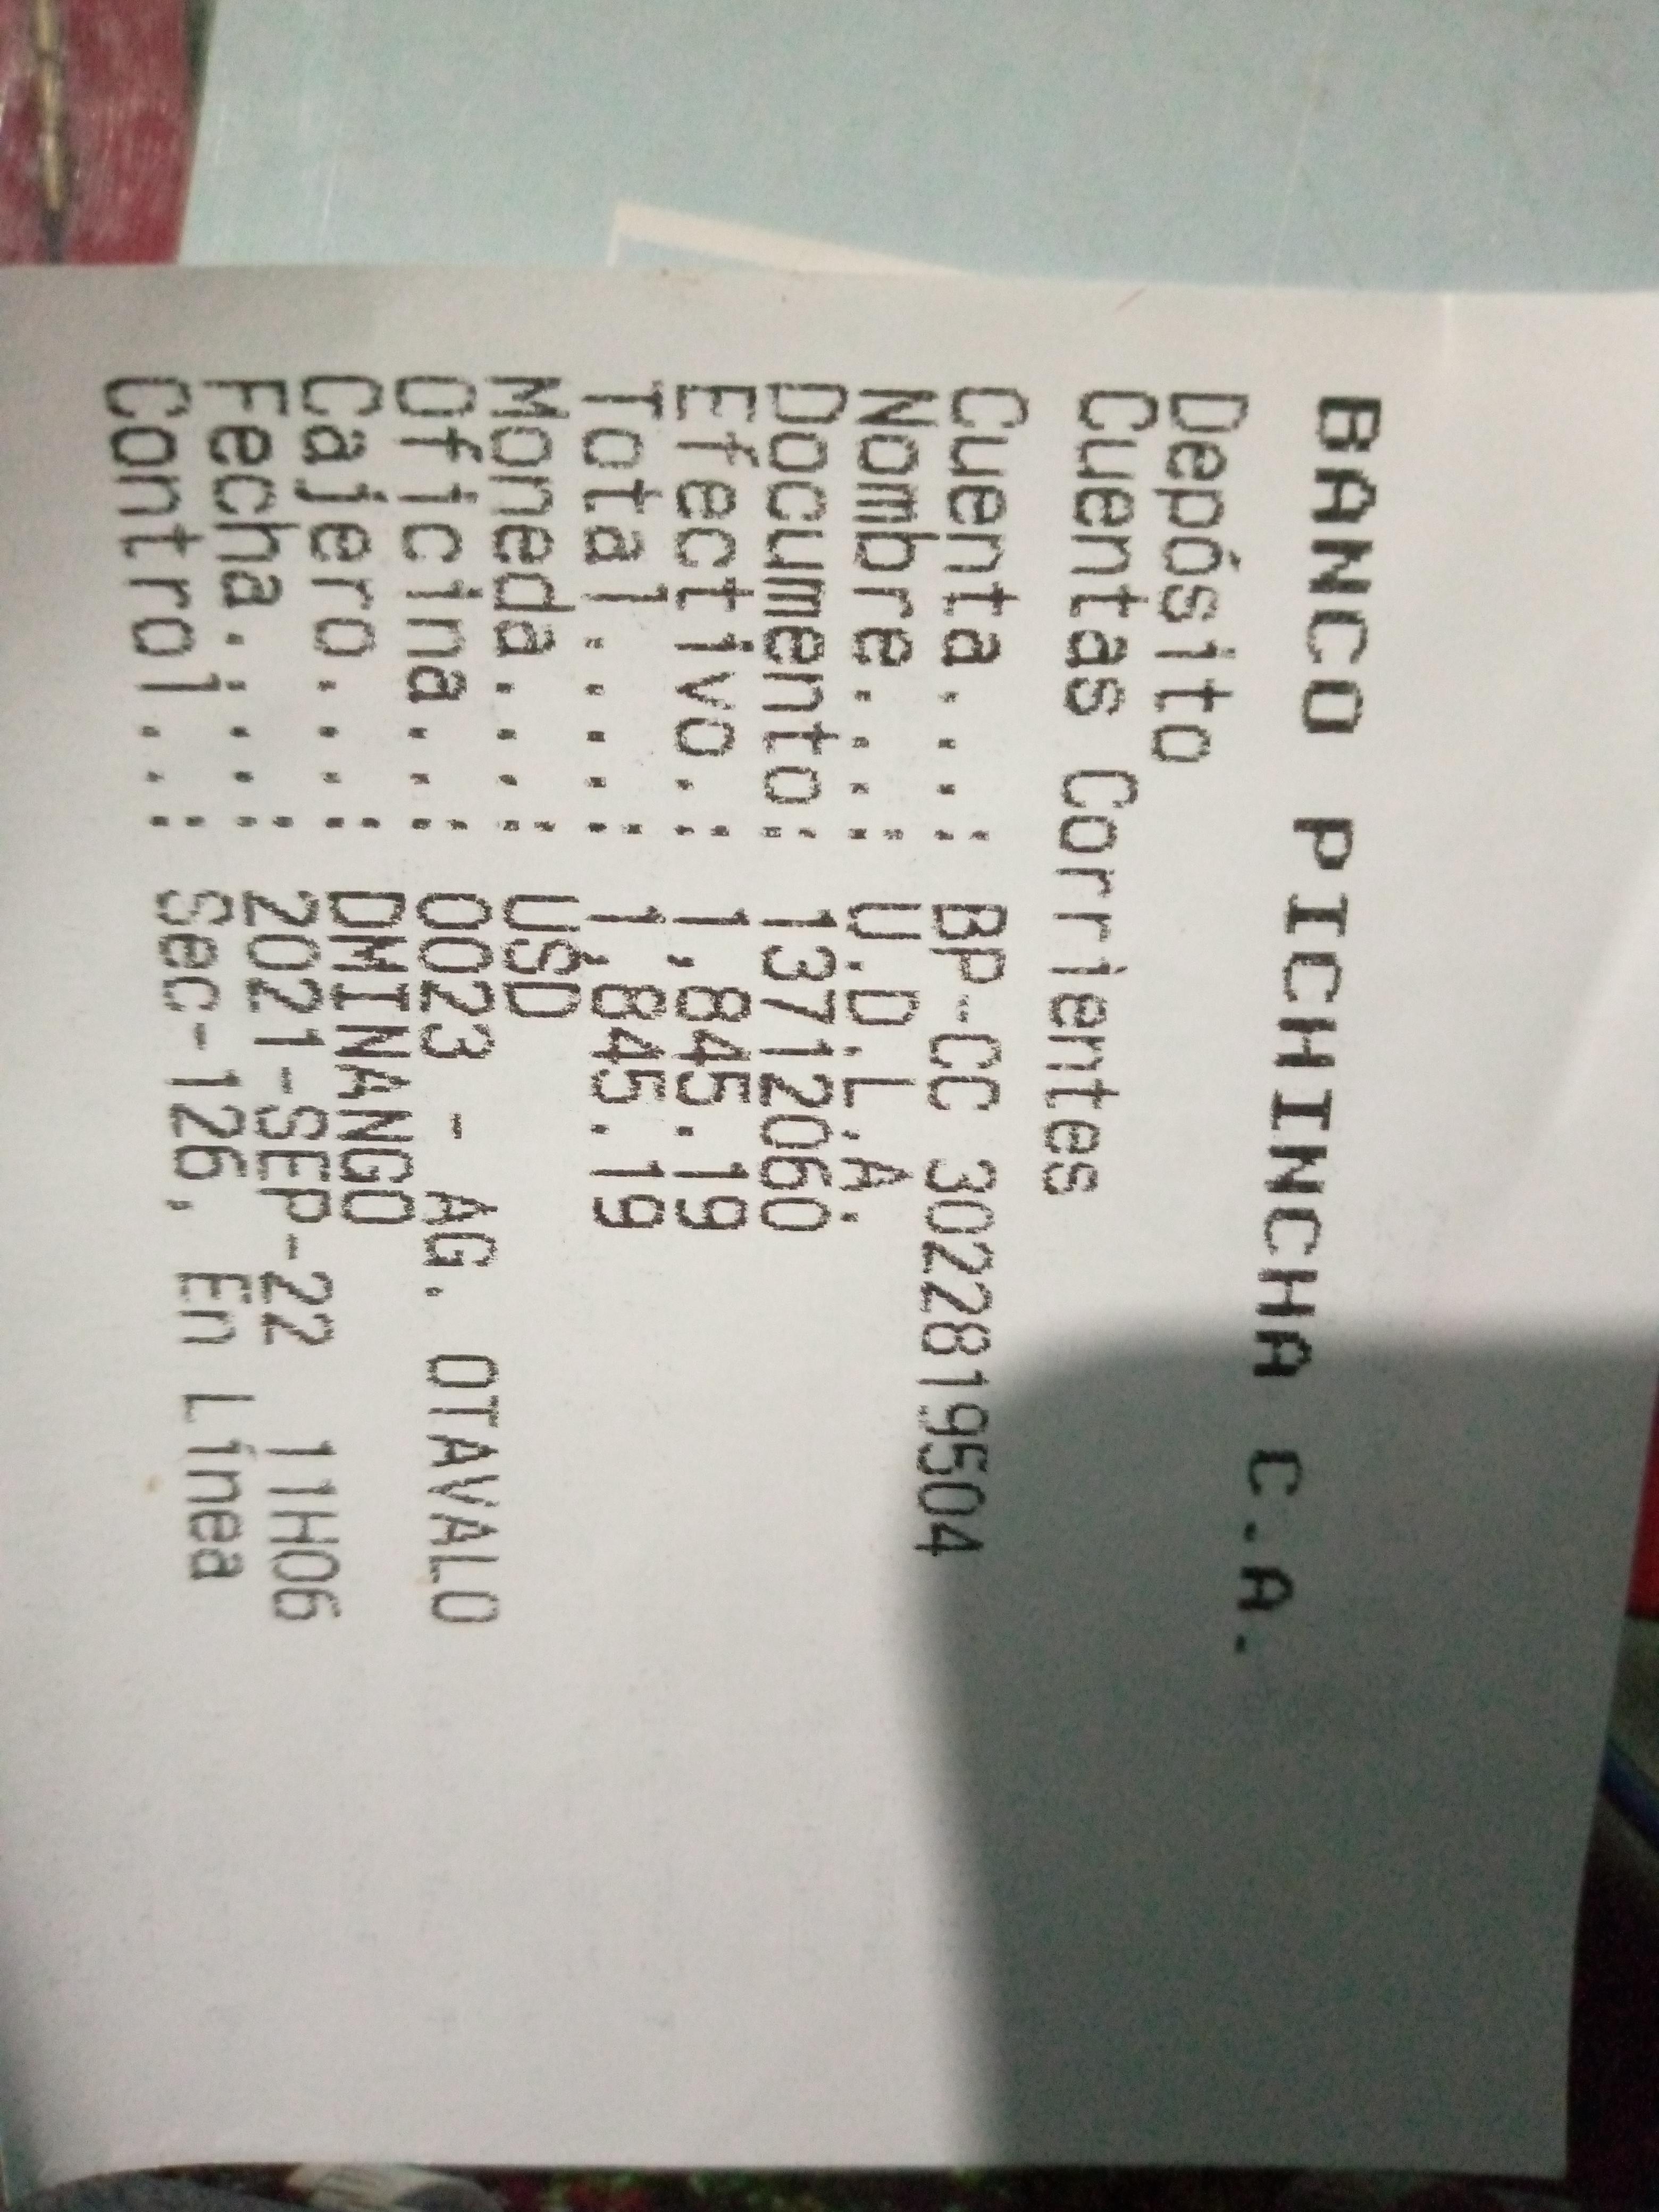 BANCO PICHINCHA C.A.
Depósito
Cuentas Corrientes
Cuenta....: BP-CC 3022819504
Nombre....: U.D.L.A.
Documento.: 13712060
Efectivo..: 1,845.19
Total.....: 1,845.19
Moneda....: USD
Oficina...: 0023 - AG. OTAVALO
Cajero....: DMINANGO
Fecha.....: 2021-SEP-22 11H06
Control...: Sec-126, En Línea